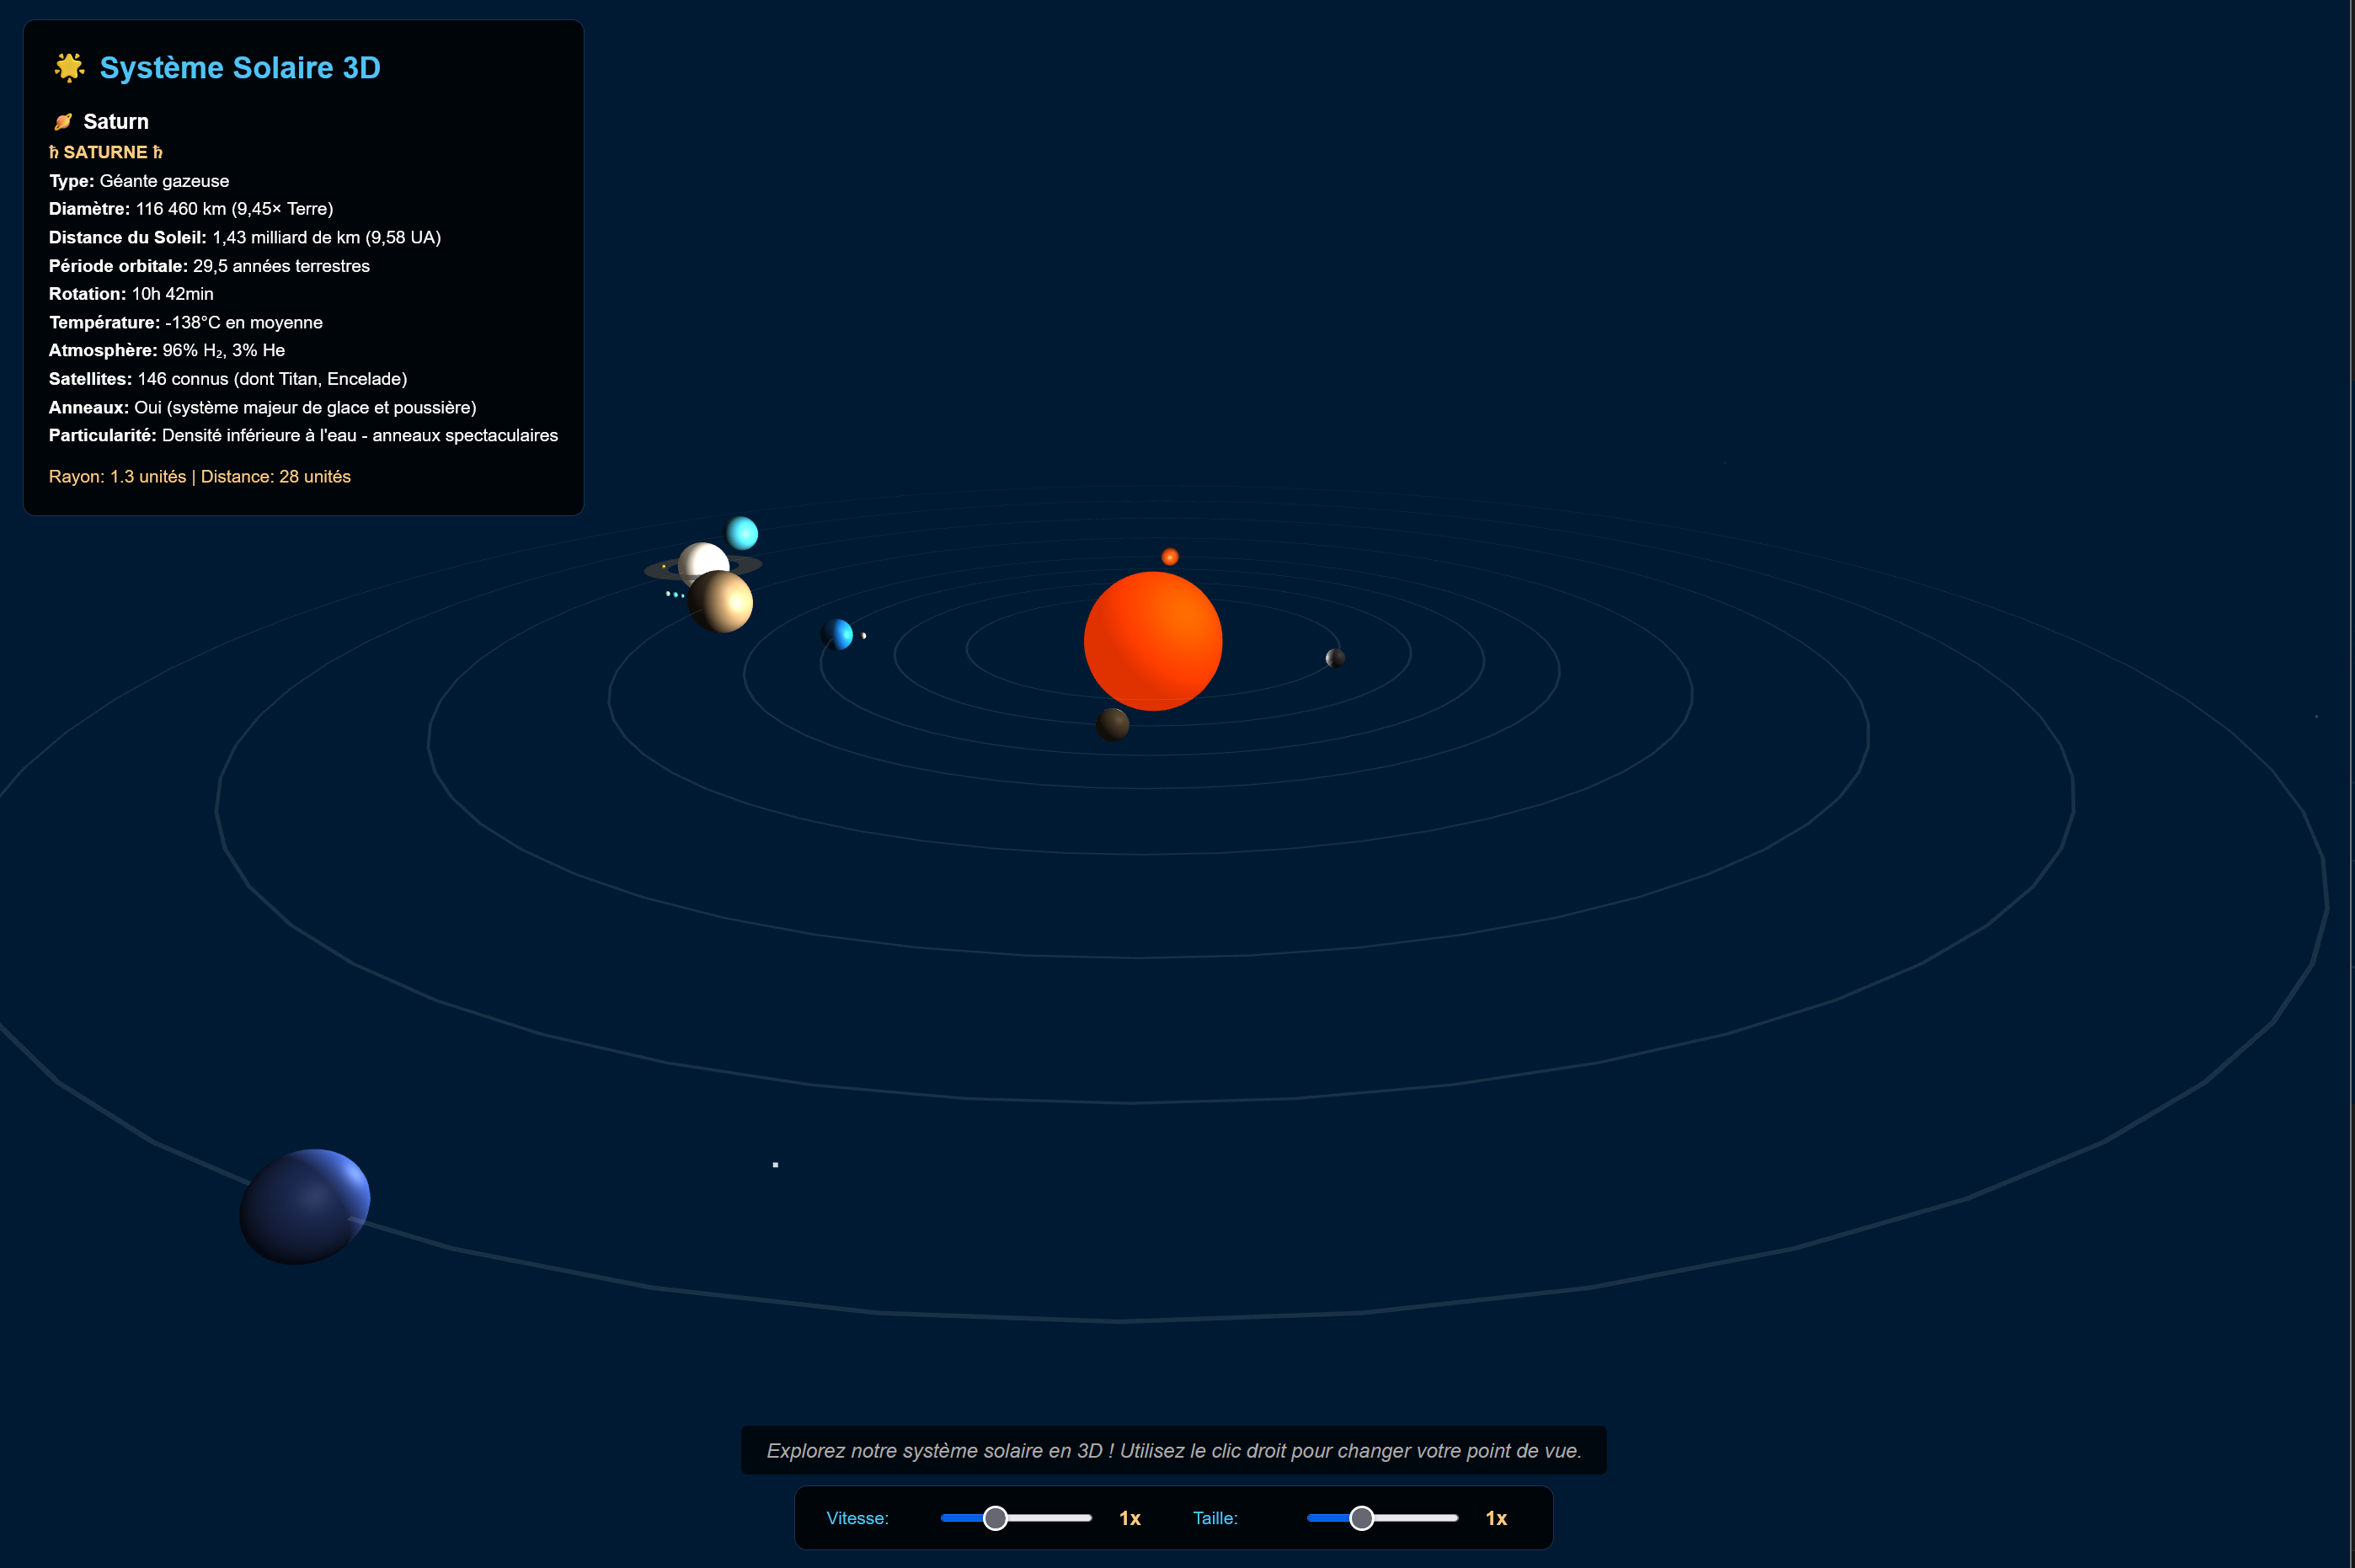 🌟 Système Solaire 3D
🪐 Saturn
ħ SATURNE ħ
Type: Géante gazeuse
Diamètre: 116 460 km (9,45× Terre)
Distance du Soleil: 1,43 milliard de km (9,58 UA)
Période orbitale: 29,5 années terrestres
Rotation: 10h 42min
Température: -138°C en moyenne
Atmosphère: 96% H₂, 3% He
Satellites: 146 connus (dont Titan, Encelade)
Anneaux: Oui (système majeur de glace et poussière)
Particularité: Densité inférieure à l'eau - anneaux spectaculaires
Rayon: 1.3 unités | Distance: 28 unités
Explorez notre système solaire en 3D ! Utilisez le clic droit pour changer votre point de vue.
Vitesse: 1x Taille: 1x